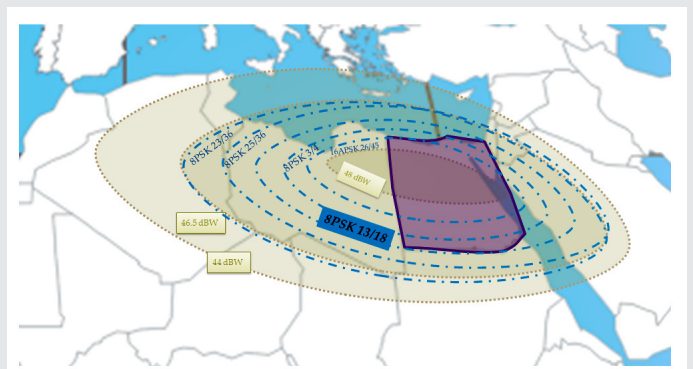 8PSK 23/36
8PSK 25/36
8PSK 3/4
16APSK 26/45
48 dBW
8PSK 13/18
46.5 dBW
44 dBW